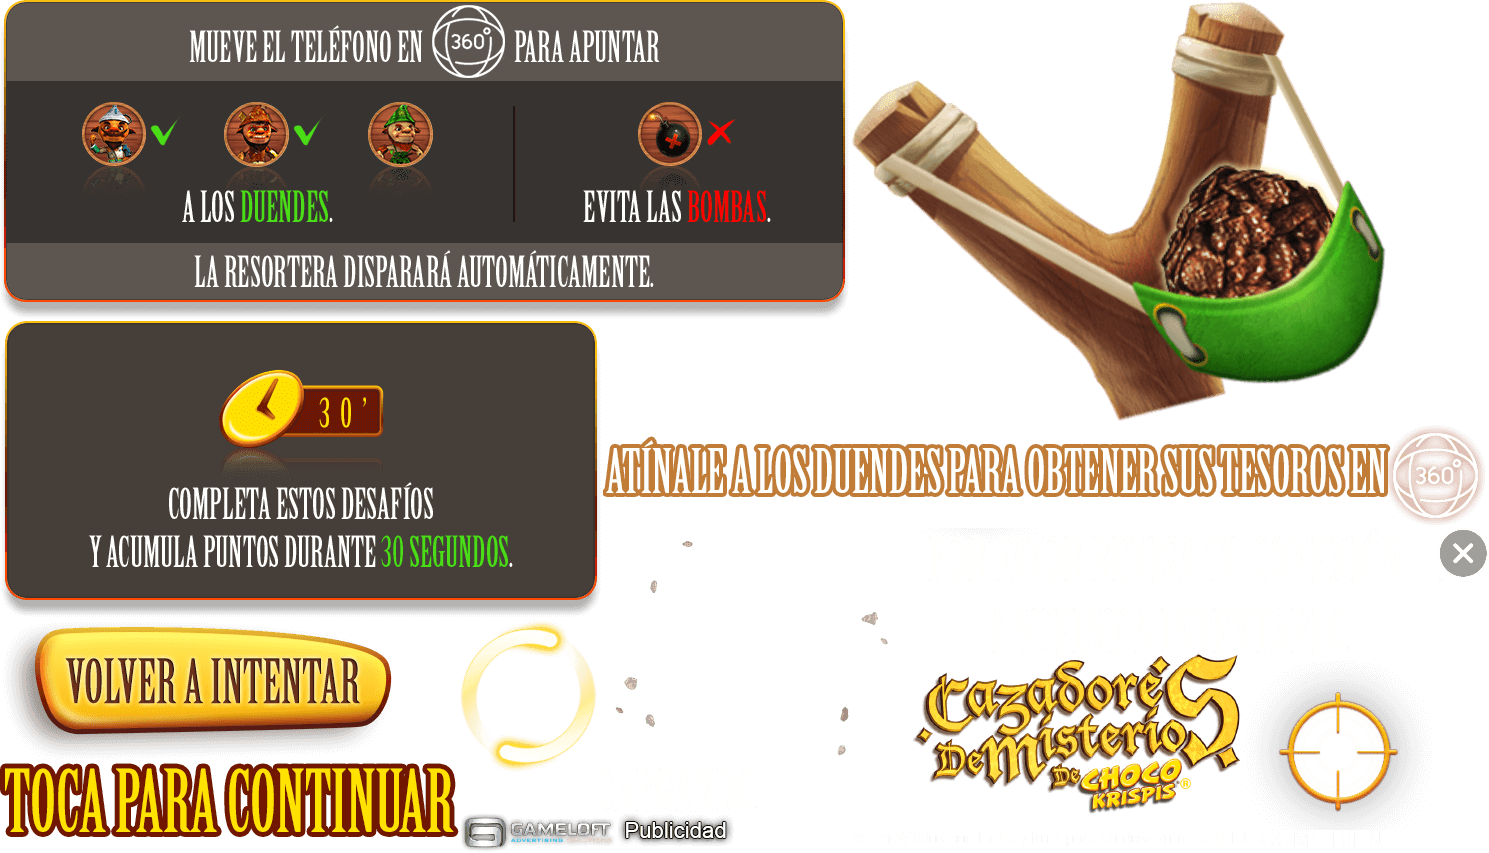 MUEVE EL TELÉFONO EN 360° PARA APUNTAR
A LOS DUENDES.
EVITA LAS BOMBAS.
LA RESORTERA DISPARARÁ AUTOMÁTICAMENTE.
30'
COMPLETA ESTOS DESAFÍOS
Y ACUMULA PUNTOS DURANTE 30 SEGUNDOS.
ATÍNALE A LOS DUENDES PARA OBTENER SUS TESOROS EN 360°
VOLVER A INTENTAR
CazadoreS
De Misterio
De CHOCO
KRISPIS®
TOCA PARA CONTINUAR
GAMELOFT
ADVERTISING SOLUTIONS
Publicidad